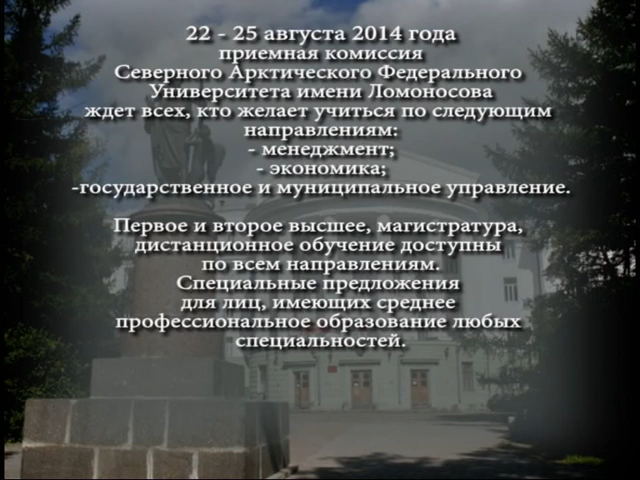 22 - 25 августа 2014 года
приемная комиссия
Северного Арктического Федерального
Университета имени Ломоносова
ждет всех, кто желает учиться по следующим
направлениям:
- менеджмент;
- экономика;
-государственное и муниципальное управление.
Первое и второе высшее, магистратура,
дистанционное обучение доступны
по всем направлениям.
Специальные предложения
для лиц, имеющих среднее
профессиональное образование любых
специальностей.